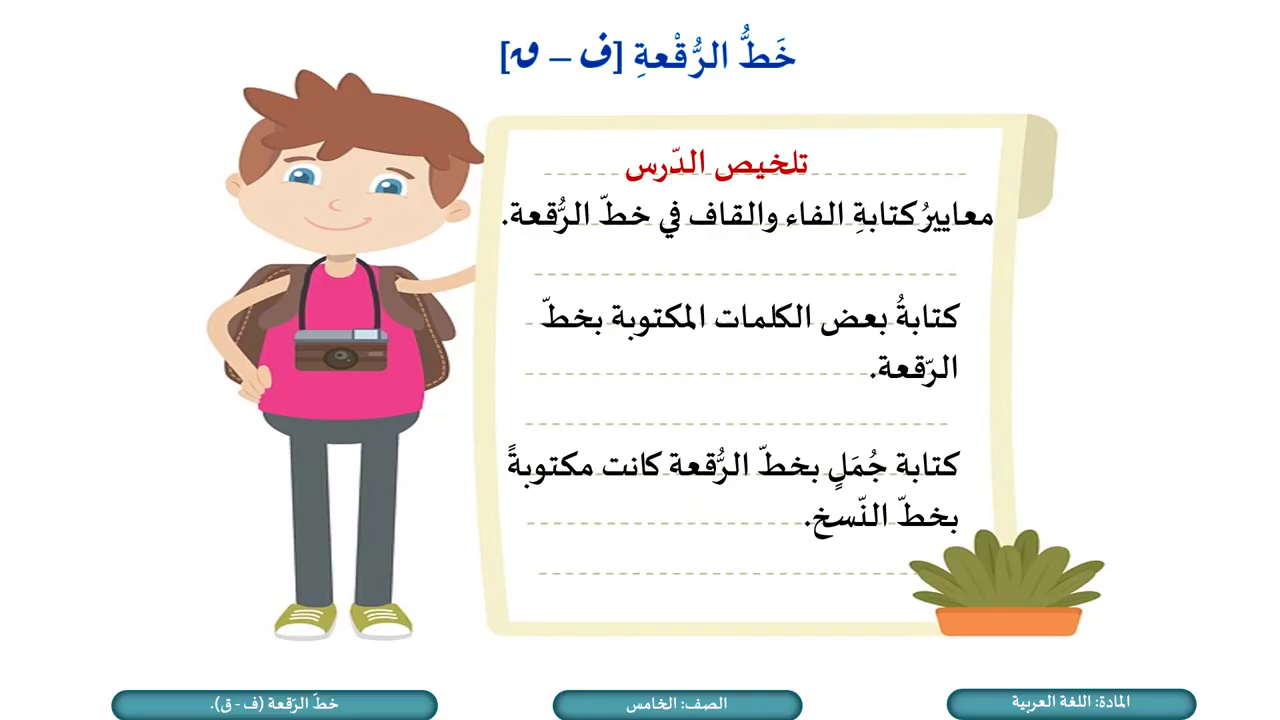 خَطُّ الرُّقْعةِ [ف – ق]
تلخيص الدّرس
معاييرُ كتابةِ الفاء والقاف في خطّ الرُّقعة.
كتابةُ بعض الكلمات المكتوبة بخطّ
الرّقعة.
كتابة جُمَلٍ بخطّ الرُّقعة كانت مكتوبةً
بخطّ النّسخ.
المادة: اللغة العربية
الصف: الخامس
خطّ الرّقعة (ف - ق).